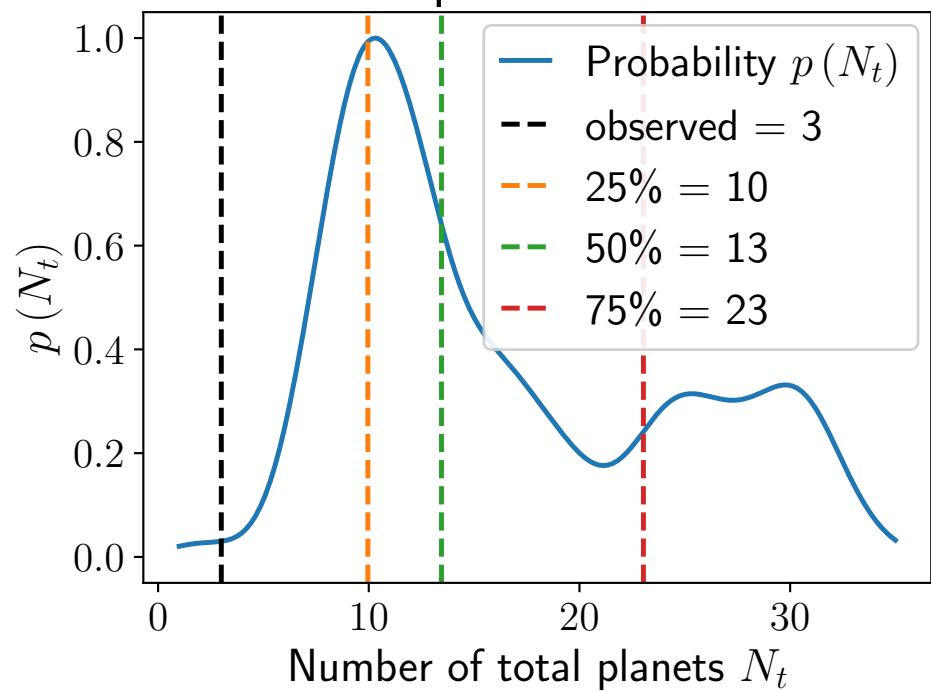 1.0
0.8
0.6
0.4
0.2
0.0
p (N_t)
Probability p (N_t)
observed = 3
25% = 10
50% = 13
75% = 23
0 10 20 30
Number of total planets N_t